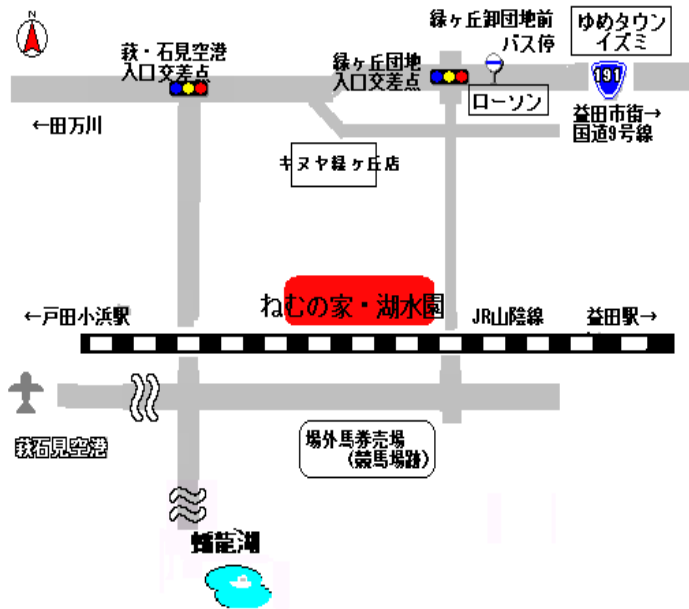 N
緑ヶ丘御団地前
バス停
ゆめタウン
イズミ
萩・石見空港
入口交差点
緑ヶ丘団地
入口交差点
191
ローソン
←田万川
益田市街→
国道9号線
キヌヤ緑ヶ丘店
ねむの家・湖水園
←戸田小浜駅
JR山陰線
益田駅→
萩石見空港
場外馬券売場
(競馬場跡)
蟠龍湖